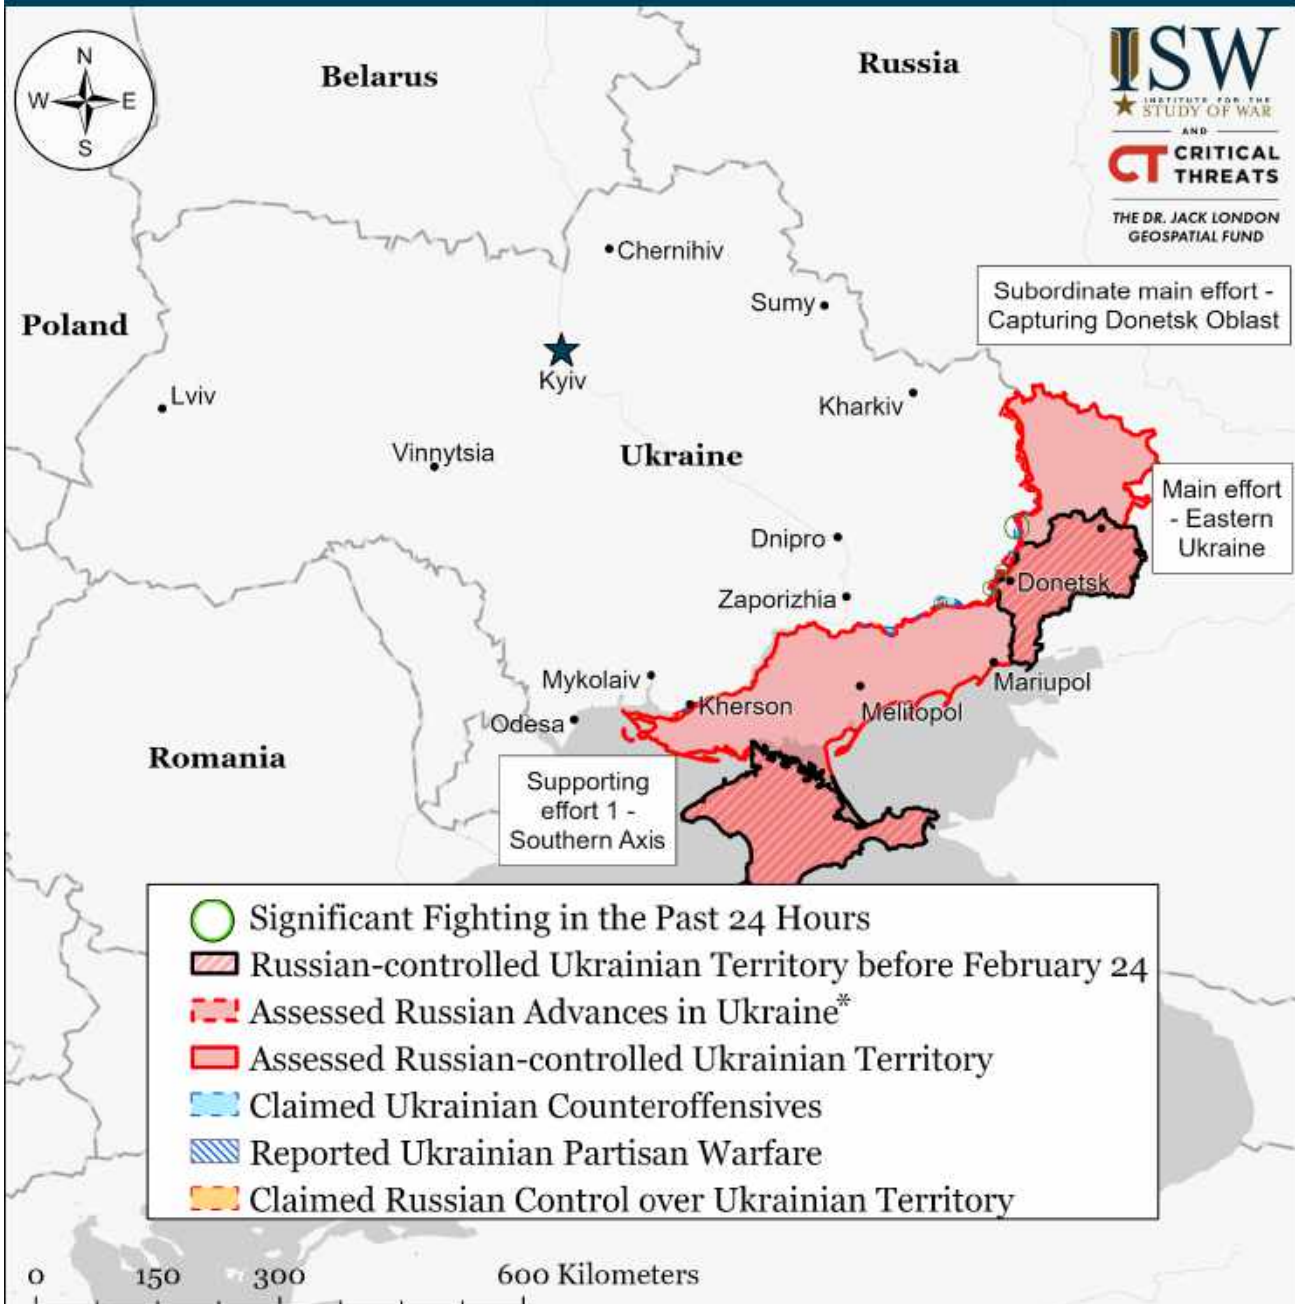 N
W E
S
Belarus
Russia
ISW
INSTITUTE FOR THE
STUDY OF WAR
AND
CT CRITICAL
THREATS
THE DR. JACK LONDON
GEOSPATIAL FUND
Chernihiv
Subordinate main effort -
Capturing Donetsk Oblast
Sumy
Poland
Kyiv
Lviv
Kharkiv
Vinnytsia
Ukraine
Main effort
- Eastern
Ukraine
Dnipro
Donetsk
Zaporizhia
Mykolaiv
Mariupol
Kherson
Melitopol
Odesa
Romania
Supporting
effort 1 -
Southern Axis
Significant Fighting in the Past 24 Hours
Russian-controlled Ukrainian Territory before February 24
Assessed Russian Advances in Ukraine*
Assessed Russian-controlled Ukrainian Territory
Claimed Ukrainian Counteroffensives
Reported Ukrainian Partisan Warfare
Claimed Russian Control over Ukrainian Territory
0 150 300 600 Kilometers